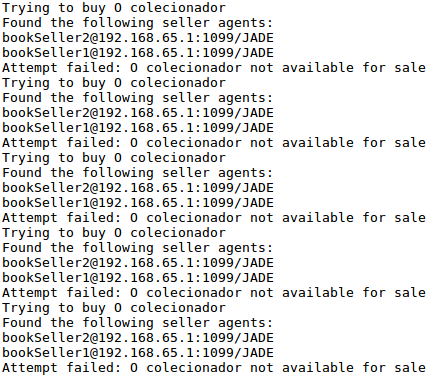 Trying to buy O colecionador
Found the following seller agents:
bookSeller2@192.168.65.1:1099/JADE
bookSeller1@192.168.65.1:1099/JADE
Attempt failed: O colecionador not available for sale
Trying to buy O colecionador
Found the following seller agents:
bookSeller2@192.168.65.1:1099/JADE
bookSeller1@192.168.65.1:1099/JADE
Attempt failed: O colecionador not available for sale
Trying to buy O colecionador
Found the following seller agents:
bookSeller2@192.168.65.1:1099/JADE
bookSeller1@192.168.65.1:1099/JADE
Attempt failed: O colecionador not available for sale
Trying to buy O colecionador
Found the following seller agents:
bookSeller2@192.168.65.1:1099/JADE
bookSeller1@192.168.65.1:1099/JADE
Attempt failed: O colecionador not available for sale
Trying to buy O colecionador
Found the following seller agents:
bookSeller2@192.168.65.1:1099/JADE
bookSeller1@192.168.65.1:1099/JADE
Attempt failed: O colecionador not available for sale